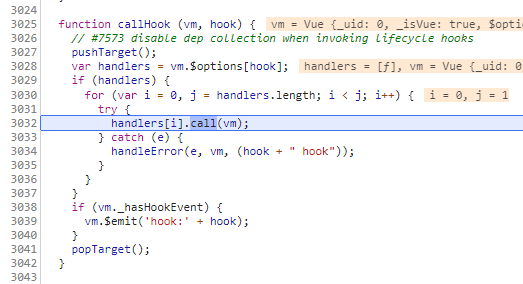 3024
3025 function callHook (vm, hook) { vm = Vue {_uid: 0, _isVue: true, $optio
3026 // #7573 disable dep collection when invoking lifecycle hooks
3027 pushTarget();
3028 var handlers = vm.$options[hook]; handlers = [ƒ], vm = Vue {_uid: 0
3029 if (handlers) {
3030 for (var i = 0, j = handlers.length; i < j; i++) { i = 0, j = 1
3031 try {
3032 handlers[i].call(vm);
3033 } catch (e) {
3034 handleError(e, vm, (hook + " hook"));
3035 }
3036 }
3037 }
3038 if (vm._hasHookEvent) {
3039 vm.$emit('hook:' + hook);
3040 }
3041 popTarget();
3042 }
3043